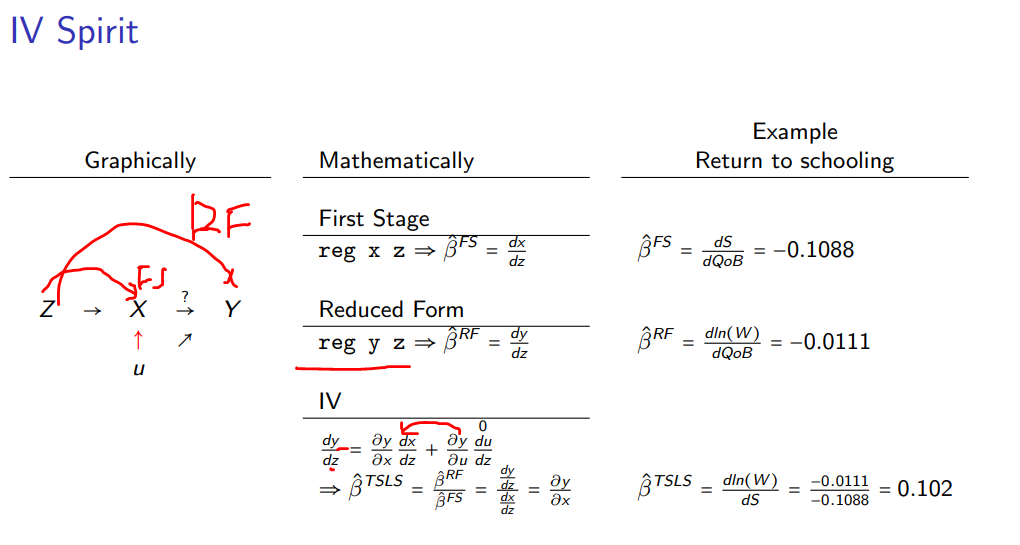 IV Spirit
Graphically
Mathematically
Example
Return to schooling
RF
FS
Z → X →? Y
↑ ↗
u
First Stage
reg x z ⇒ β̂^FS = dx/dz
β̂^FS = dS/dQoB = −0.1088
Reduced Form
reg y z ⇒ β̂^RF = dy/dz
β̂^RF = dln(W)/dQoB = −0.0111
IV
0
dy/dz = ∂y/∂x dx/dz + ∂y/∂u du/dz
⇒ β̂^TSLS = β̂^RF/β̂^FS = (dy/dz)/(dx/dz) = ∂y/∂x
β̂^TSLS = dln(W)/dS = −0.0111/−0.1088 = 0.102